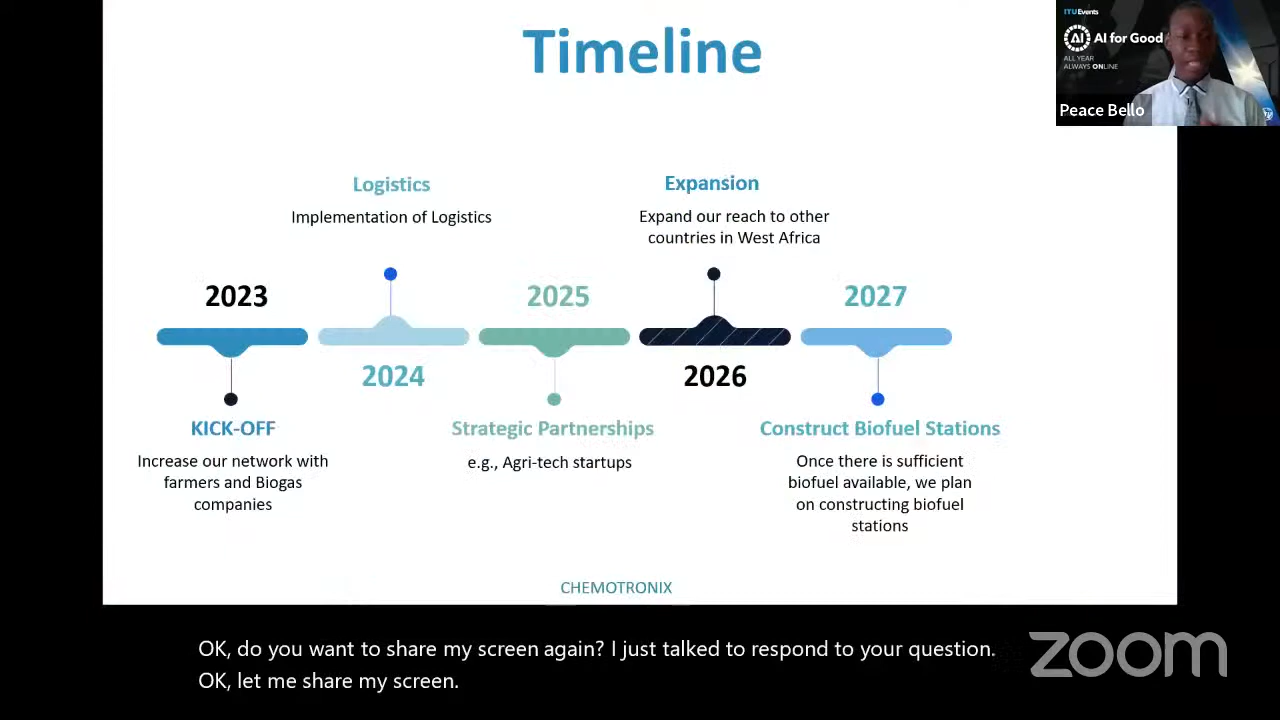 Timeline
ITUEvents
AI
AI for Good
ALL YEAR
ALWAYS ONLINE
Peace Bello
Logistics
Implementation of Logistics
Expansion
Expand our reach to other
countries in West Africa
2023
2025
2027
2024
2026
KICK-OFF
Increase our network with
farmers and Biogas
companies
Strategic Partnerships
e.g., Agri-tech startups
Construct Biofuel Stations
Once there is sufficient
biofuel available, we plan
on constructing biofuel
stations
CHEMOTRONIX
OK, do you want to share my screen again? I just talked to respond to your question.
OK, let me share my screen.
zoom